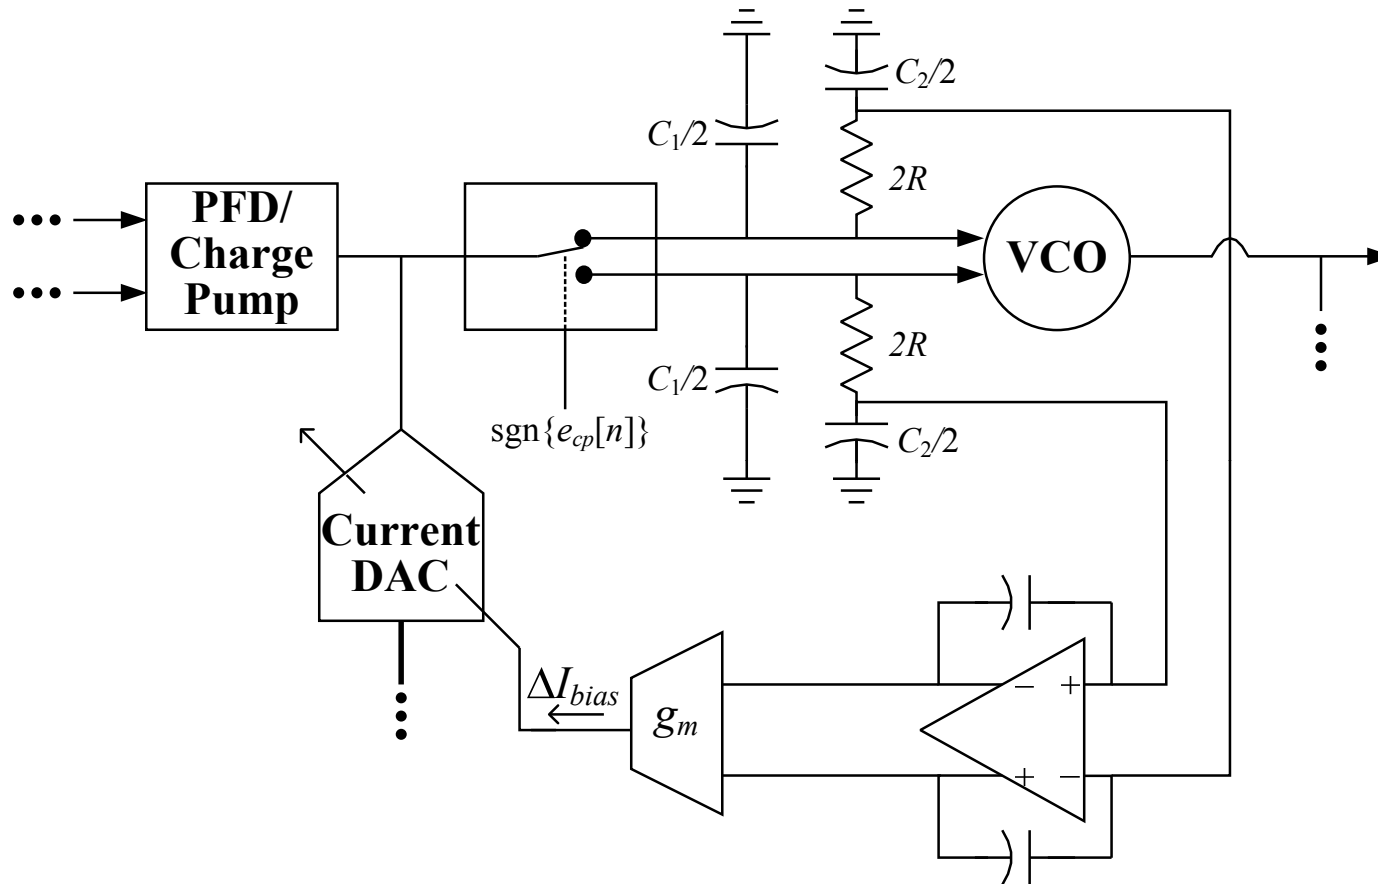 C2/2
C1/2
2R
PFD/
Charge
Pump
VCO
2R
C1/2
sgn{ecp[n]}
C2/2
Current
DAC
ΔIbias
gm
− +
+ −